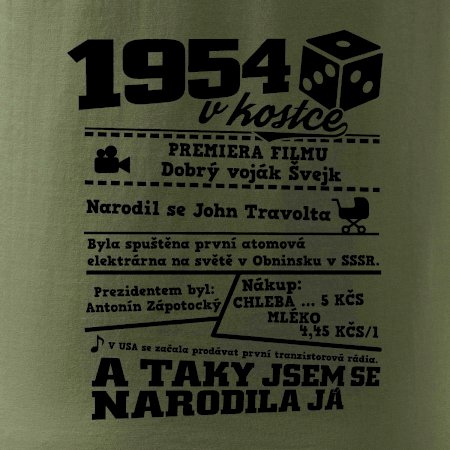 1954
v kostce
PREMIERA FILMU
Dobrý voják Švejk
Narodil se John Travolta
Byla spuštěna první atomová
elektrárna na světě v Obninsku v SSSR.
Prezidentem byl:
Antonín Zápotocký
Nákup:
CHLEBA ... 5 KČS
MLÉKO
4,45 KČS/l
V USA se začala prodávat první tranzistorová rádia.
A TAKY JSEM SE
NARODILA JÁ